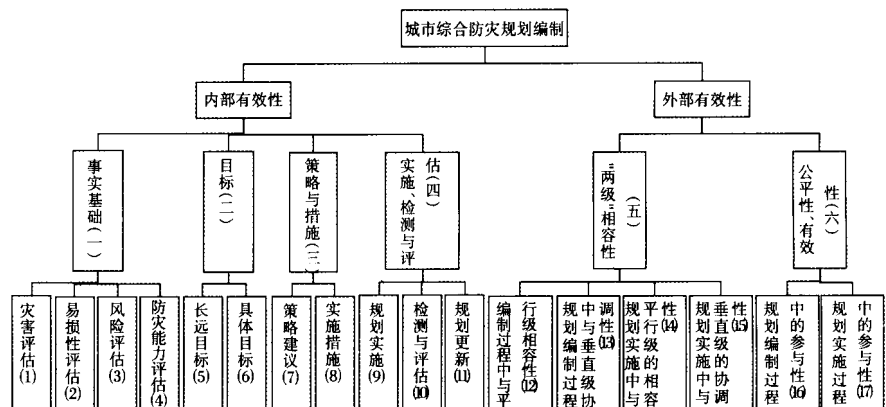 城市综合防灾规划编制
内部有效性
外部有效性
事实基础(一)
目标(二)
策略与措施(三)
实施、检测与评
估(四)
"两级"相容性
(五)
公平性、有效
性(六)
灾害评估(1)
易损性评估(2)
风险评估(3)
防灾能力评估(4)
长远目标(5)
具体目标(6)
策略建议(7)
实施措施(8)
规划实施(9)
检测与评估(10)
规划更新(11)
编制过程中与平
行级相容性(12)
规划编制过程
中与垂直级协
调性(13)
规划实施中与
平行级的相容
性(14)
规划实施中与
垂直级的协调
性(15)
规划编制过程
中的参与性(16)
规划实施过程
中的参与性(17)